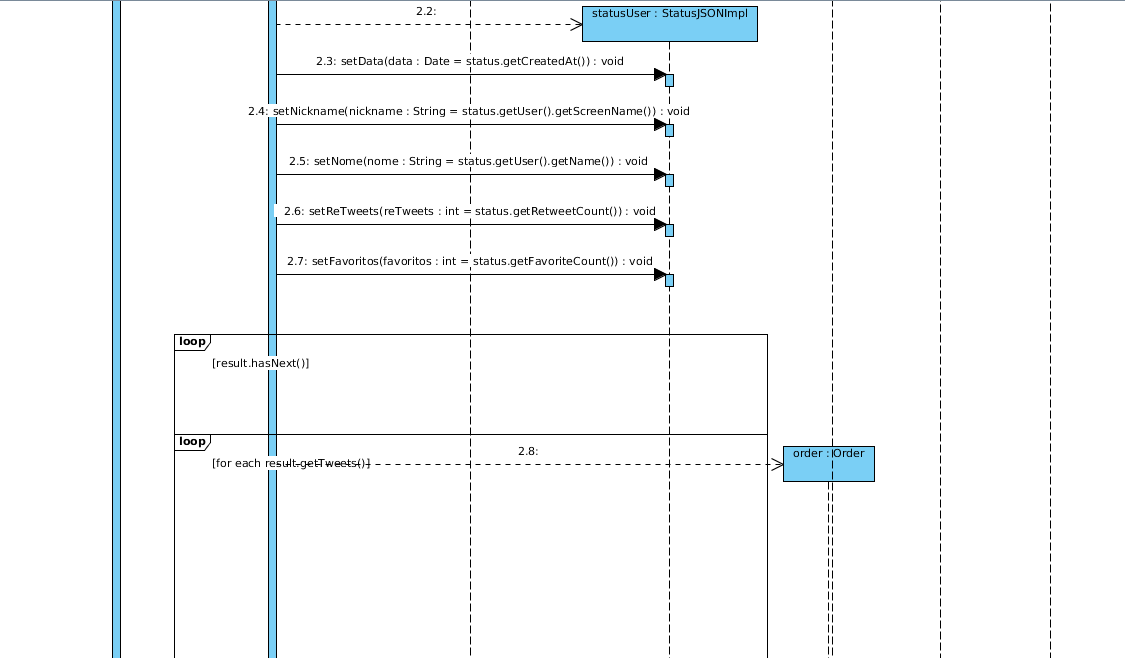 2.2:
statusUser : StatusJSONImpl
2.3: setData(data : Date = status.getCreatedAt()) : void
2.4: setNickname(nickname : String = status.getUser().getScreenName()) : void
2.5: setNome(nome : String = status.getUser().getName()) : void
2.6: setReTweets(reTweets : int = status.getRetweetCount()) : void
2.7: setFavoritos(favoritos : int = status.getFavoriteCount()) : void
loop
[result.hasNext()]
loop
2.8:
order : Order
[for each result.getTweets()]